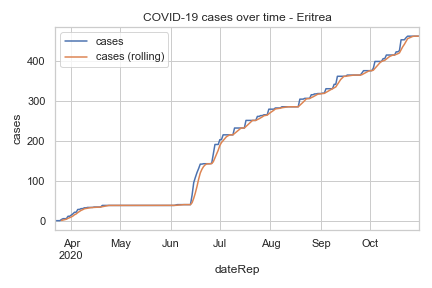 COVID-19 cases over time - Eritrea
cases
cases (rolling)
400
300
200
100
0
cases
Apr
2020
May
Jun
Jul
Aug
Sep
Oct
dateRep